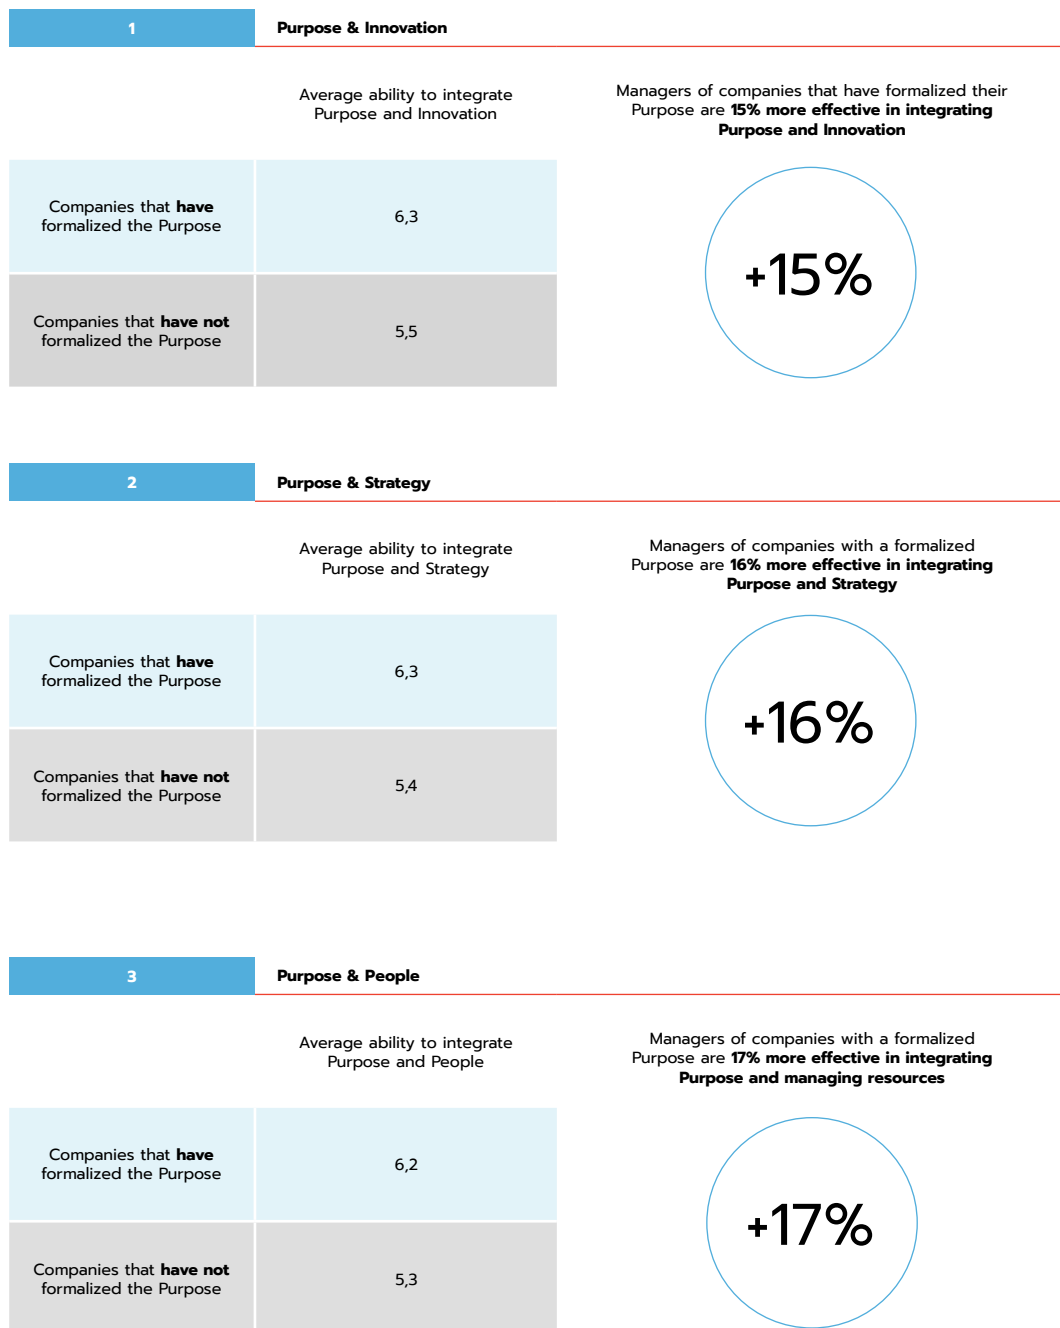 1
Purpose & Innovation
Average ability to integrate
Purpose and Innovation
Managers of companies that have formalized their
Purpose are 15% more effective in integrating
Purpose and Innovation
Companies that have
formalized the Purpose
6,3
+15%
Companies that have not
formalized the Purpose
5,5
2
Purpose & Strategy
Average ability to integrate
Purpose and Strategy
Managers of companies with a formalized
Purpose are 16% more effective in integrating
Purpose and Strategy
Companies that have
formalized the Purpose
6,3
+16%
Companies that have not
formalized the Purpose
5,4
3
Purpose & People
Average ability to integrate
Purpose and People
Managers of companies with a formalized
Purpose are 17% more effective in integrating
Purpose and managing resources
Companies that have
formalized the Purpose
6,2
+17%
Companies that have not
formalized the Purpose
5,3